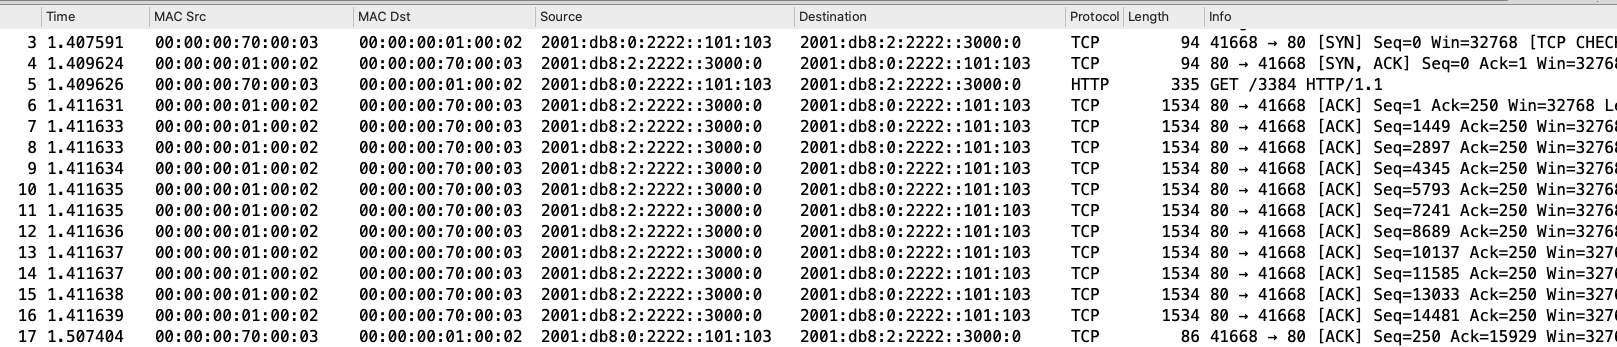 Time MAC Src MAC Dst Source Destination Protocol Length Info
3 1.407591 00:00:00:70:00:03 00:00:00:01:00:02 2001:db8:0:2222::101:103 2001:db8:2:2222::3000:0 TCP 94 41668 → 80 [SYN] Seq=0 Win=32768 [TCP CHEC
4 1.409624 00:00:00:01:00:02 00:00:00:70:00:03 2001:db8:2:2222::3000:0 2001:db8:0:2222::101:103 TCP 94 80 → 41668 [SYN, ACK] Seq=0 Ack=1 Win=32768
5 1.409626 00:00:00:70:00:03 00:00:00:01:00:02 2001:db8:0:2222::101:103 2001:db8:2:2222::3000:0 HTTP 335 GET /3384 HTTP/1.1
6 1.411631 00:00:00:01:00:02 00:00:00:70:00:03 2001:db8:2:2222::3000:0 2001:db8:0:2222::101:103 TCP 1534 80 → 41668 [ACK] Seq=1 Ack=250 Win=32768 Le
7 1.411633 00:00:00:01:00:02 00:00:00:70:00:03 2001:db8:2:2222::3000:0 2001:db8:0:2222::101:103 TCP 1534 80 → 41668 [ACK] Seq=1449 Ack=250 Win=32768
8 1.411633 00:00:00:01:00:02 00:00:00:70:00:03 2001:db8:2:2222::3000:0 2001:db8:0:2222::101:103 TCP 1534 80 → 41668 [ACK] Seq=2897 Ack=250 Win=32768
9 1.411634 00:00:00:01:00:02 00:00:00:70:00:03 2001:db8:2:2222::3000:0 2001:db8:0:2222::101:103 TCP 1534 80 → 41668 [ACK] Seq=4345 Ack=250 Win=32768
10 1.411635 00:00:00:01:00:02 00:00:00:70:00:03 2001:db8:2:2222::3000:0 2001:db8:0:2222::101:103 TCP 1534 80 → 41668 [ACK] Seq=5793 Ack=250 Win=32768
11 1.411635 00:00:00:01:00:02 00:00:00:70:00:03 2001:db8:2:2222::3000:0 2001:db8:0:2222::101:103 TCP 1534 80 → 41668 [ACK] Seq=7241 Ack=250 Win=32768
12 1.411636 00:00:00:01:00:02 00:00:00:70:00:03 2001:db8:2:2222::3000:0 2001:db8:0:2222::101:103 TCP 1534 80 → 41668 [ACK] Seq=8689 Ack=250 Win=32768
13 1.411637 00:00:00:01:00:02 00:00:00:70:00:03 2001:db8:2:2222::3000:0 2001:db8:0:2222::101:103 TCP 1534 80 → 41668 [ACK] Seq=10137 Ack=250 Win=3276
14 1.411637 00:00:00:01:00:02 00:00:00:70:00:03 2001:db8:2:2222::3000:0 2001:db8:0:2222::101:103 TCP 1534 80 → 41668 [ACK] Seq=11585 Ack=250 Win=3276
15 1.411638 00:00:00:01:00:02 00:00:00:70:00:03 2001:db8:2:2222::3000:0 2001:db8:0:2222::101:103 TCP 1534 80 → 41668 [ACK] Seq=13033 Ack=250 Win=3276
16 1.411639 00:00:00:01:00:02 00:00:00:70:00:03 2001:db8:2:2222::3000:0 2001:db8:0:2222::101:103 TCP 1534 80 → 41668 [ACK] Seq=14481 Ack=250 Win=3276
17 1.507404 00:00:00:70:00:03 00:00:00:01:00:02 2001:db8:0:2222::101:103 2001:db8:2:2222::3000:0 TCP 86 41668 → 80 [ACK] Seq=250 Ack=15929 Win=3276